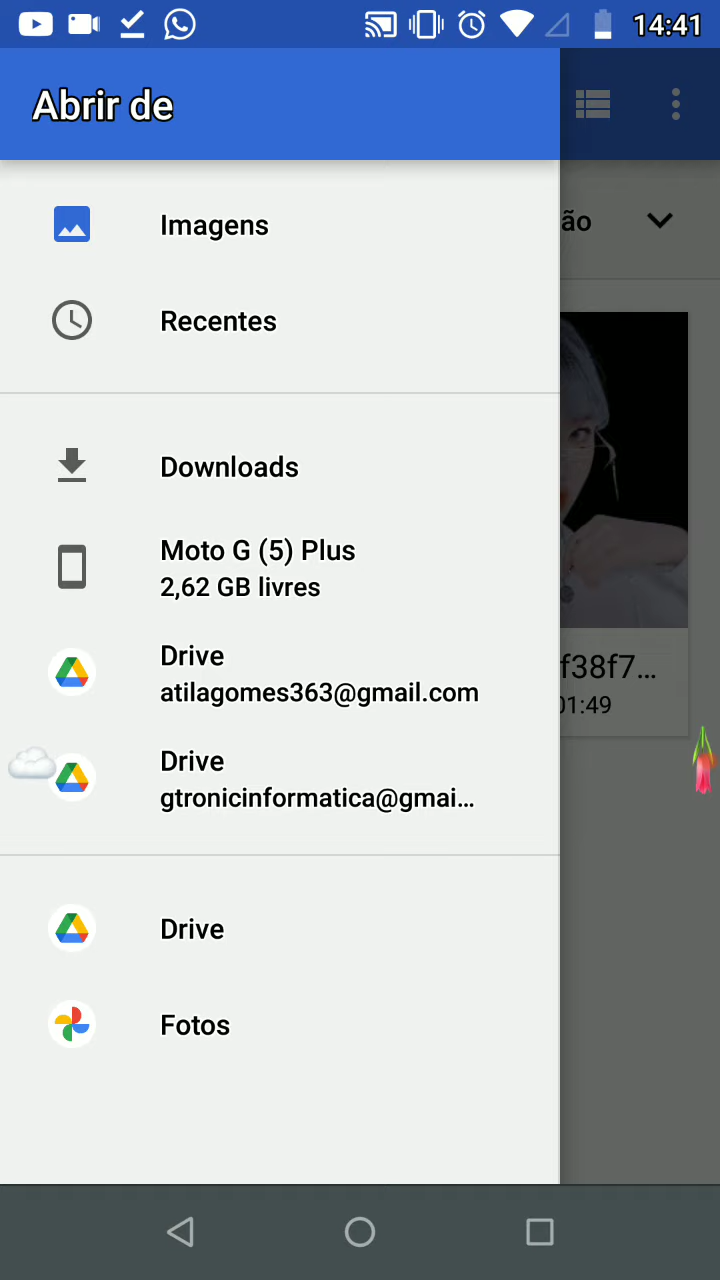 14:41
Abrir de
ão
Imagens
Recentes
Downloads
Moto G (5) Plus
2,62 GB livres
Drive
atilagomes363@gmail.com
f38f7…
01:49
Drive
gtronicinformatica@gmai…
Drive
Fotos